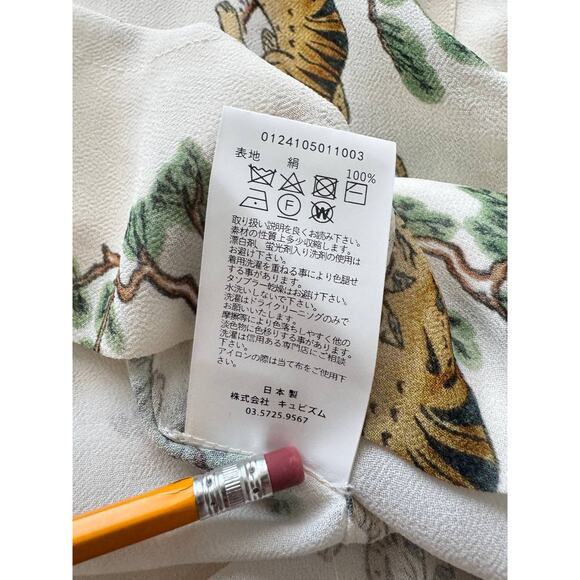 0124105011003
表地 絹 100%
F
W
取り扱い説明を良くお読み下さい。
素材の性質上多少収縮します。
漂白剤、蛍光剤入り洗剤の使用は
お避け下さい。
着用洗濯を重ねる事により色褪せ
する事があります。
タンブラー乾燥はお避け下さい。
水洗いしないで下さい。
洗濯はドライクリーニングのみで
お願いいたします。
摩擦等により色落ちしやすく他の
淡色物に色移りする事があります。
洗濯は信用ある専門店にご相談
下さい。
アイロンの際は当て布をご使用下
さい。
日本製
株式会社 キュビズム
03.5725.9567